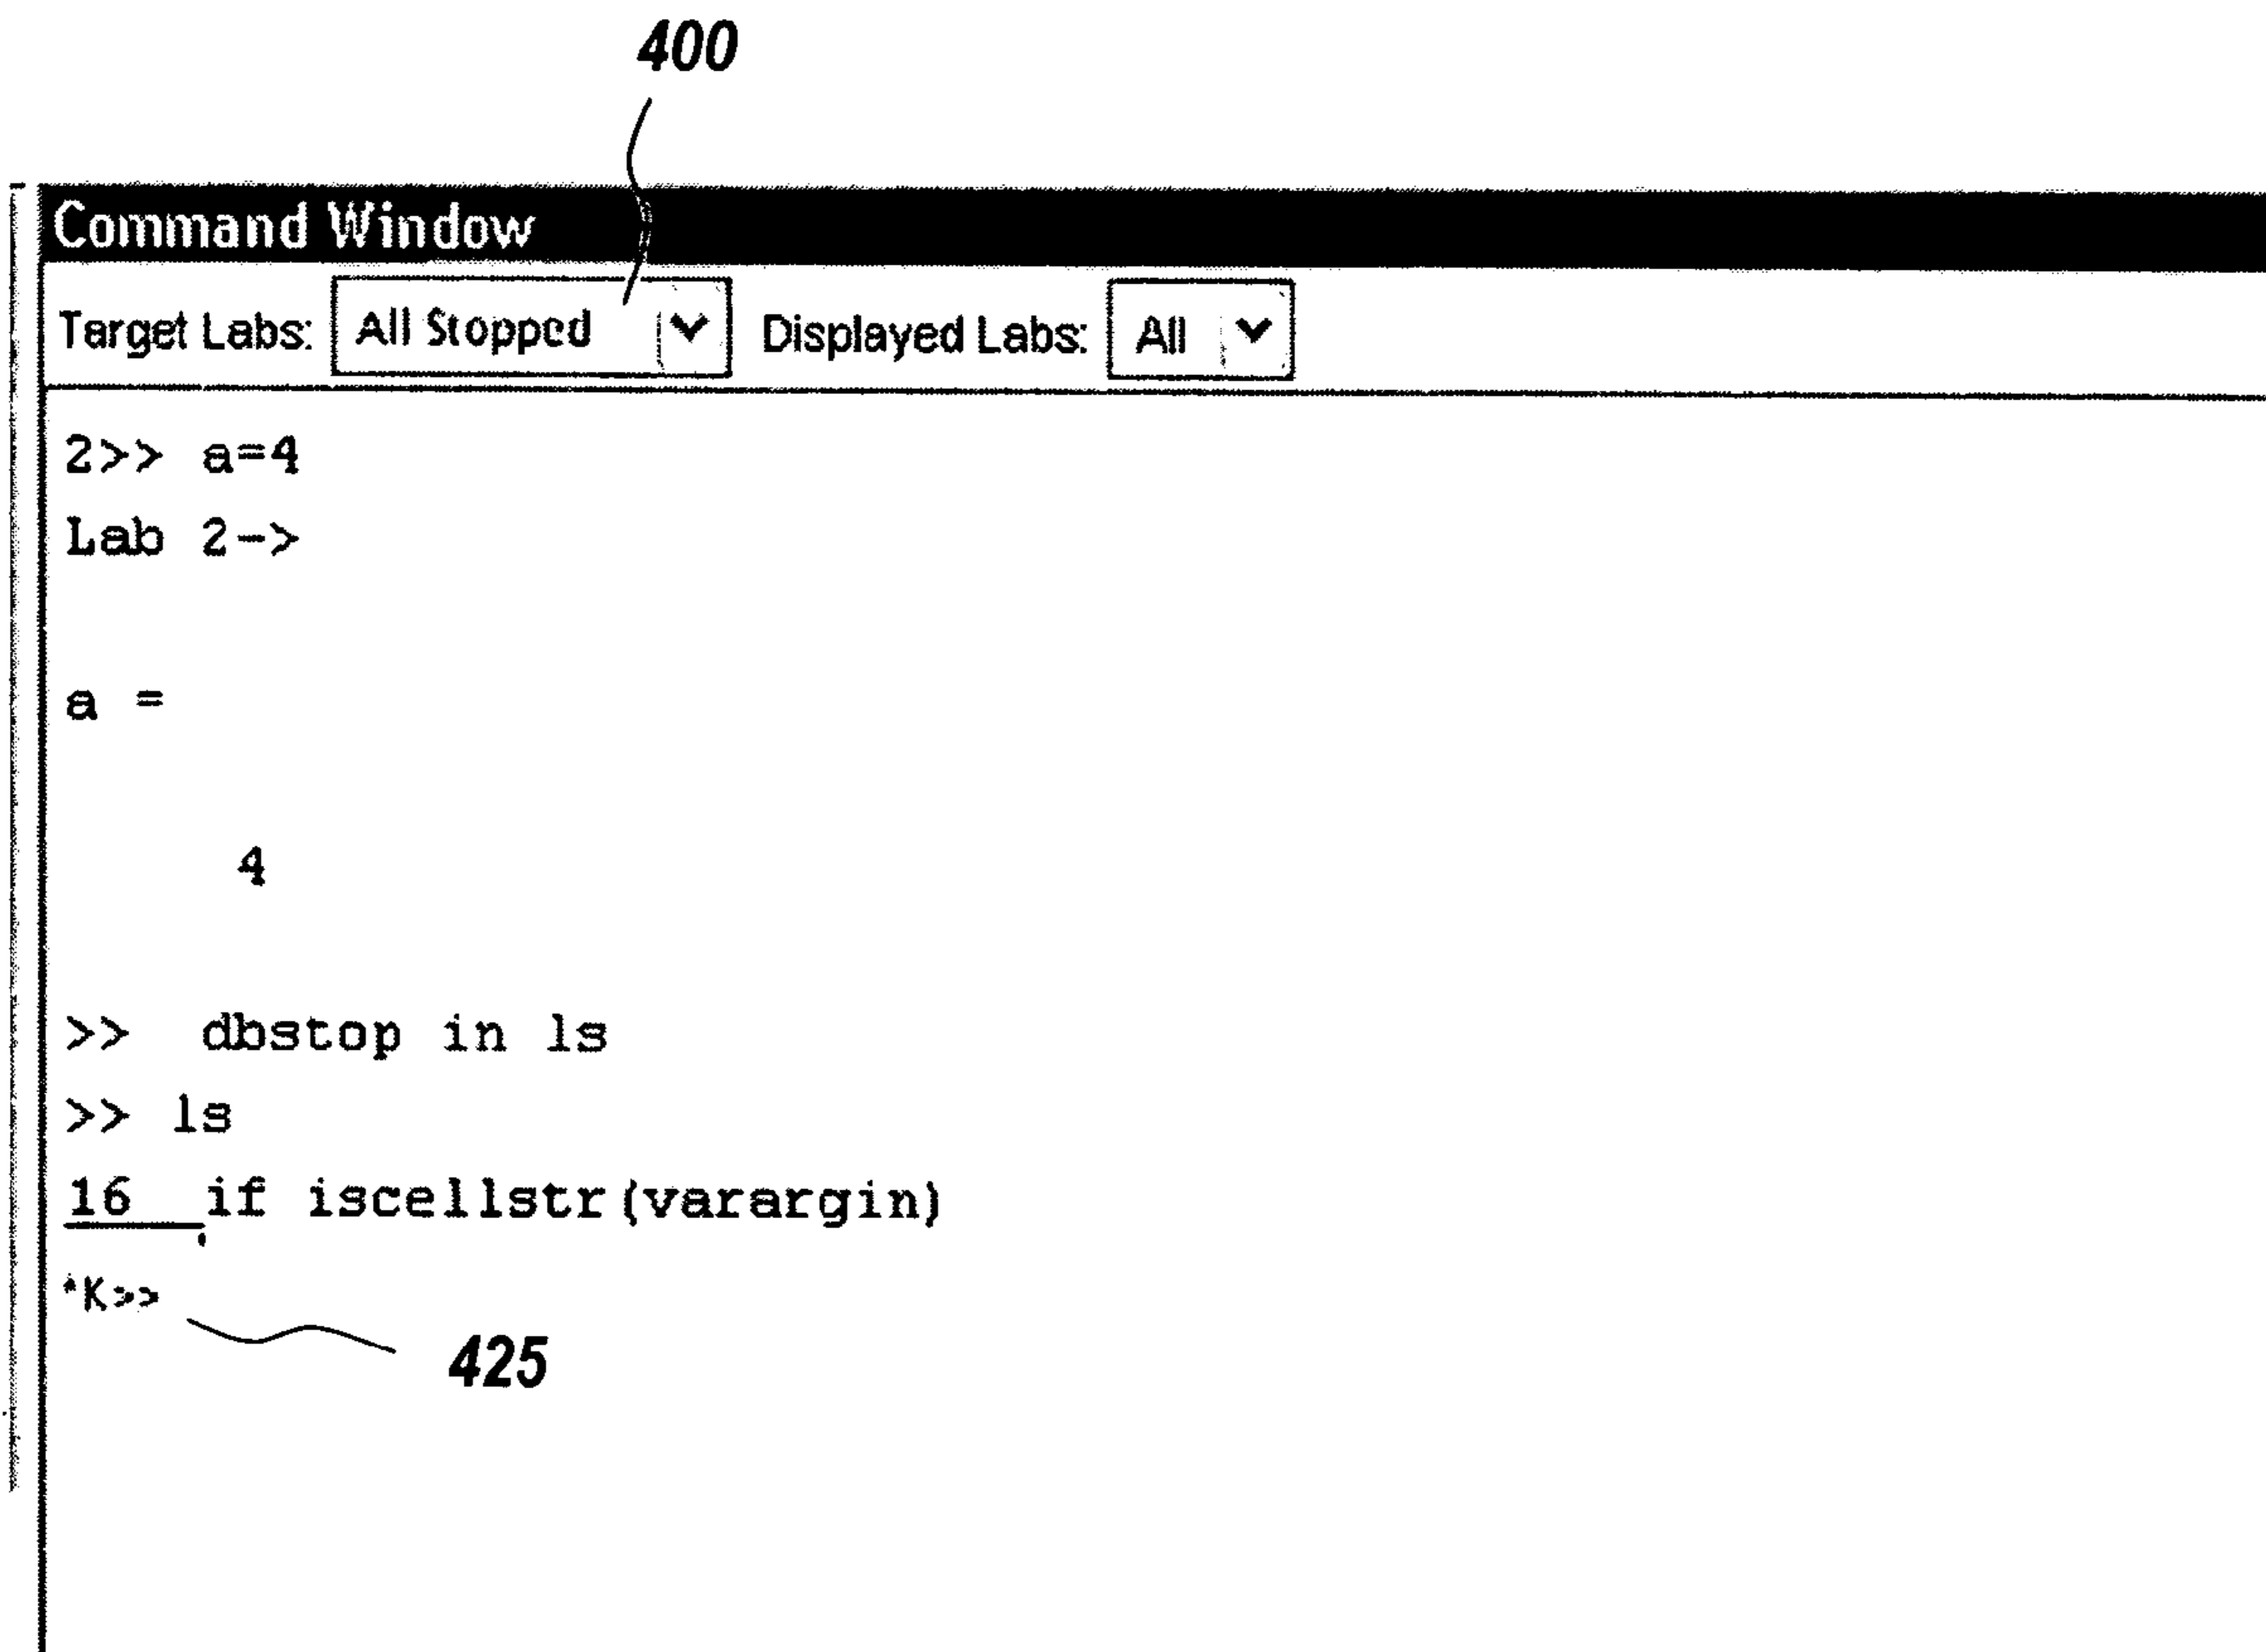 400
Command Window
Target Labs: All Stopped Displayed Labs: All
2>> a=4
Lab 2->
a =
4
>> dbstop in ls
>> ls
16 if iscellstr(varargin)
*K>>
425